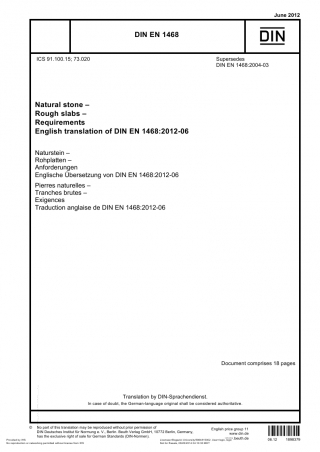 June 2012
DIN EN 1468
DIN
ICS 91.100.15; 73.020
Supersedes
DIN EN 1468:2004-03
Natural stone –
Rough slabs –
Requirements
English translation of DIN EN 1468:2012-06
Naturstein –
Rohplatten –
Anforderungen
Englische Übersetzung von DIN EN 1468:2012-06
Pierres naturelles –
Tranches brutes –
Exigences
Traduction anglaise de DIN EN 1468:2012-06
Document comprises 18 pages
Translation by DIN-Sprachendienst.
In case of doubt, the German-language original shall be considered authoritative.
© No part of this translation may be reproduced without prior permission of
DIN Deutsches Institut für Normung e. V., Berlin. Beuth Verlag GmbH, 10772 Berlin, Germany,
has the exclusive right of sale for German Standards (DIN-Normen).
English price group 11
www.din.de
www.beuth.de
06.12